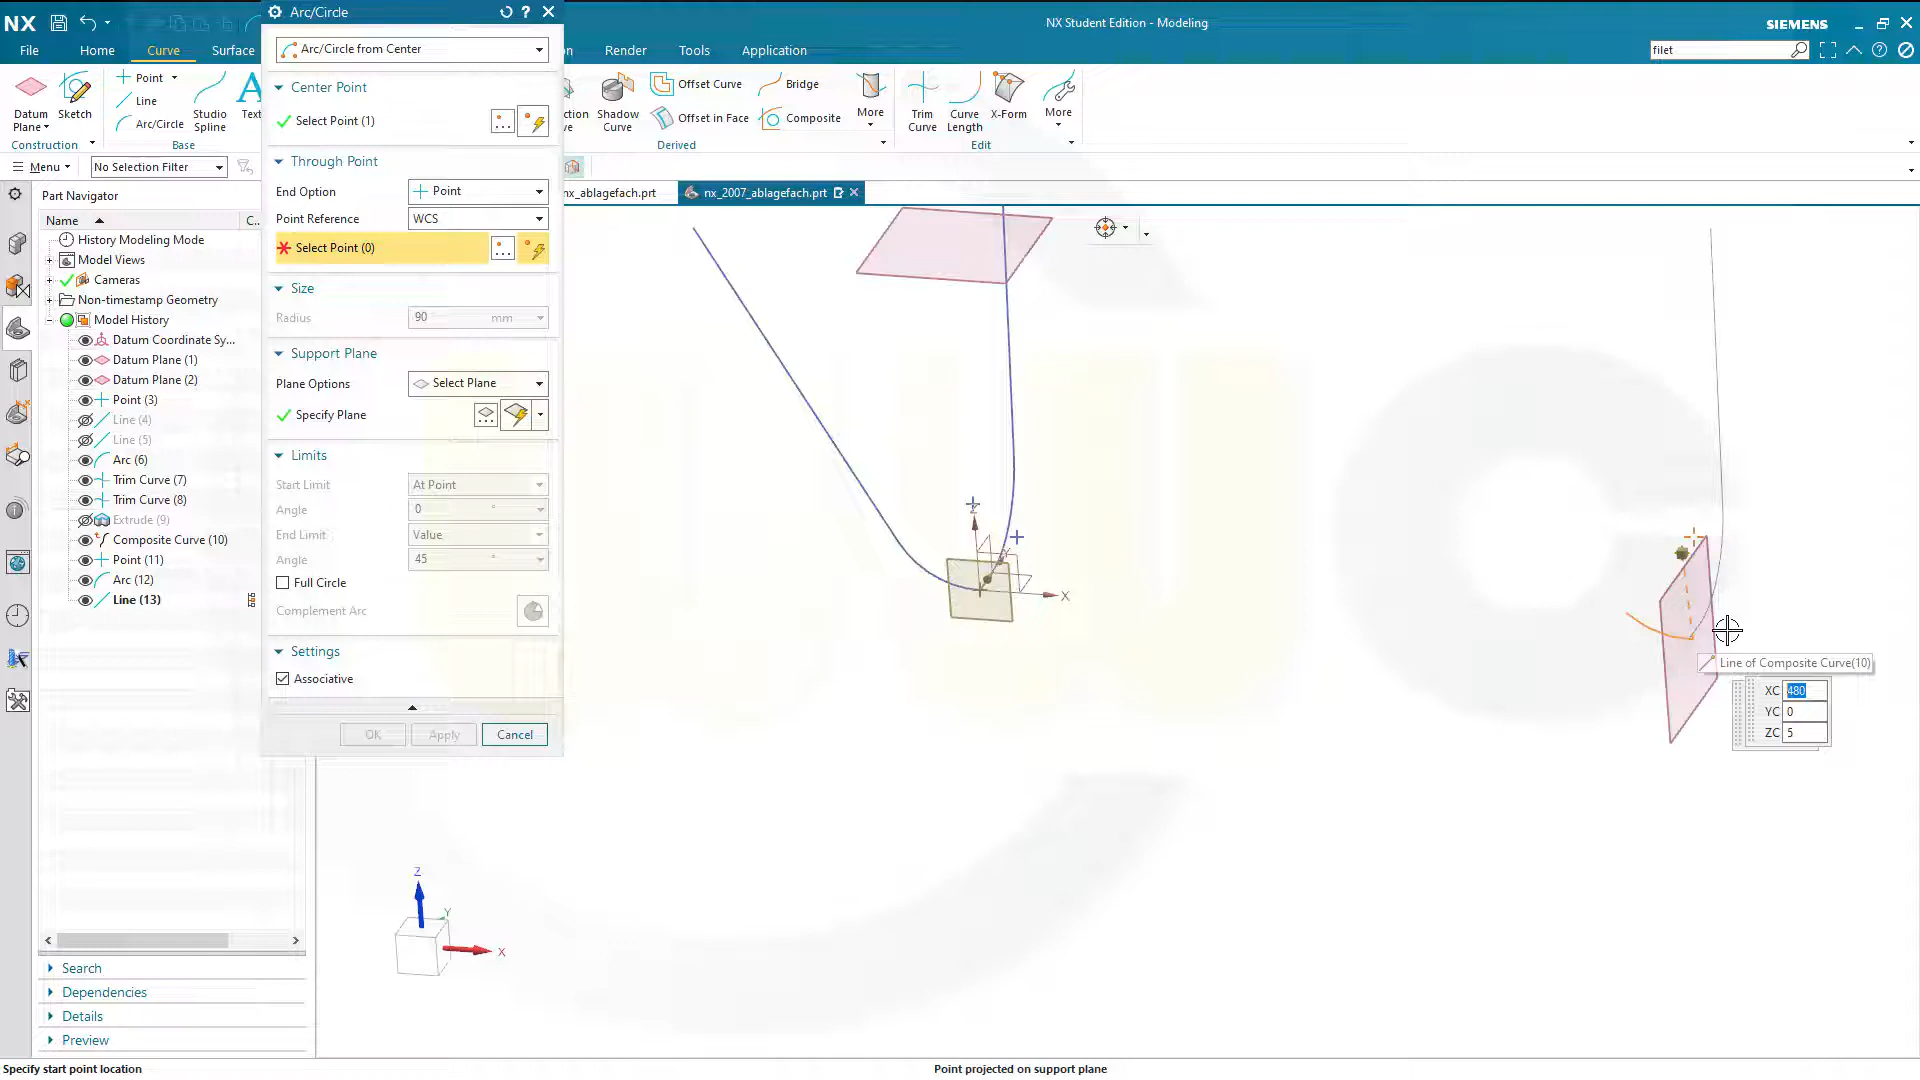 Arc/Circle
NX
NX Student Edition - Modeling
SIEMENS
File
Home
Curve
Surface
Render
Tools
Application
filet
Datum Plane
Sketch
Point
Line
Arc/Circle
Studio Spline
Text
Shadow Curve
Offset Curve
Offset in Face
Bridge
Composite
More
Trim Curve
Curve Length
X-Form
More
Construction
Base
Derived
Edit
Menu
No Selection Filter
nx_ablagefach.prt
nx_2007_ablagefach.prt
Part Navigator
Name
C...
History Modeling Mode
Model Views
Cameras
Non-timestamp Geometry
Model History
Datum Coordinate Sy...
Datum Plane (1)
Datum Plane (2)
Point (3)
Line (4)
Line (5)
Arc (6)
Trim Curve (7)
Trim Curve (8)
Extrude (9)
Composite Curve (10)
Point (11)
Arc (12)
Line (13)
Search
Dependencies
Details
Preview
Arc/Circle from Center
Center Point
Select Point (1)
Through Point
End Option
Point
Point Reference
WCS
Select Point (0)
Size
Radius
90 mm
Support Plane
Plane Options
Select Plane
Specify Plane
Limits
Start Limit
At Point
Angle
0 °
End Limit
Value
Angle
45 °
Full Circle
Complement Arc
Settings
Associative
OK
Apply
Cancel
Z
Y
X
Line of Composite Curve(10)
XC 480
YC 0
ZC 5
Z
Y
X
Specify start point location
Point projected on support plane